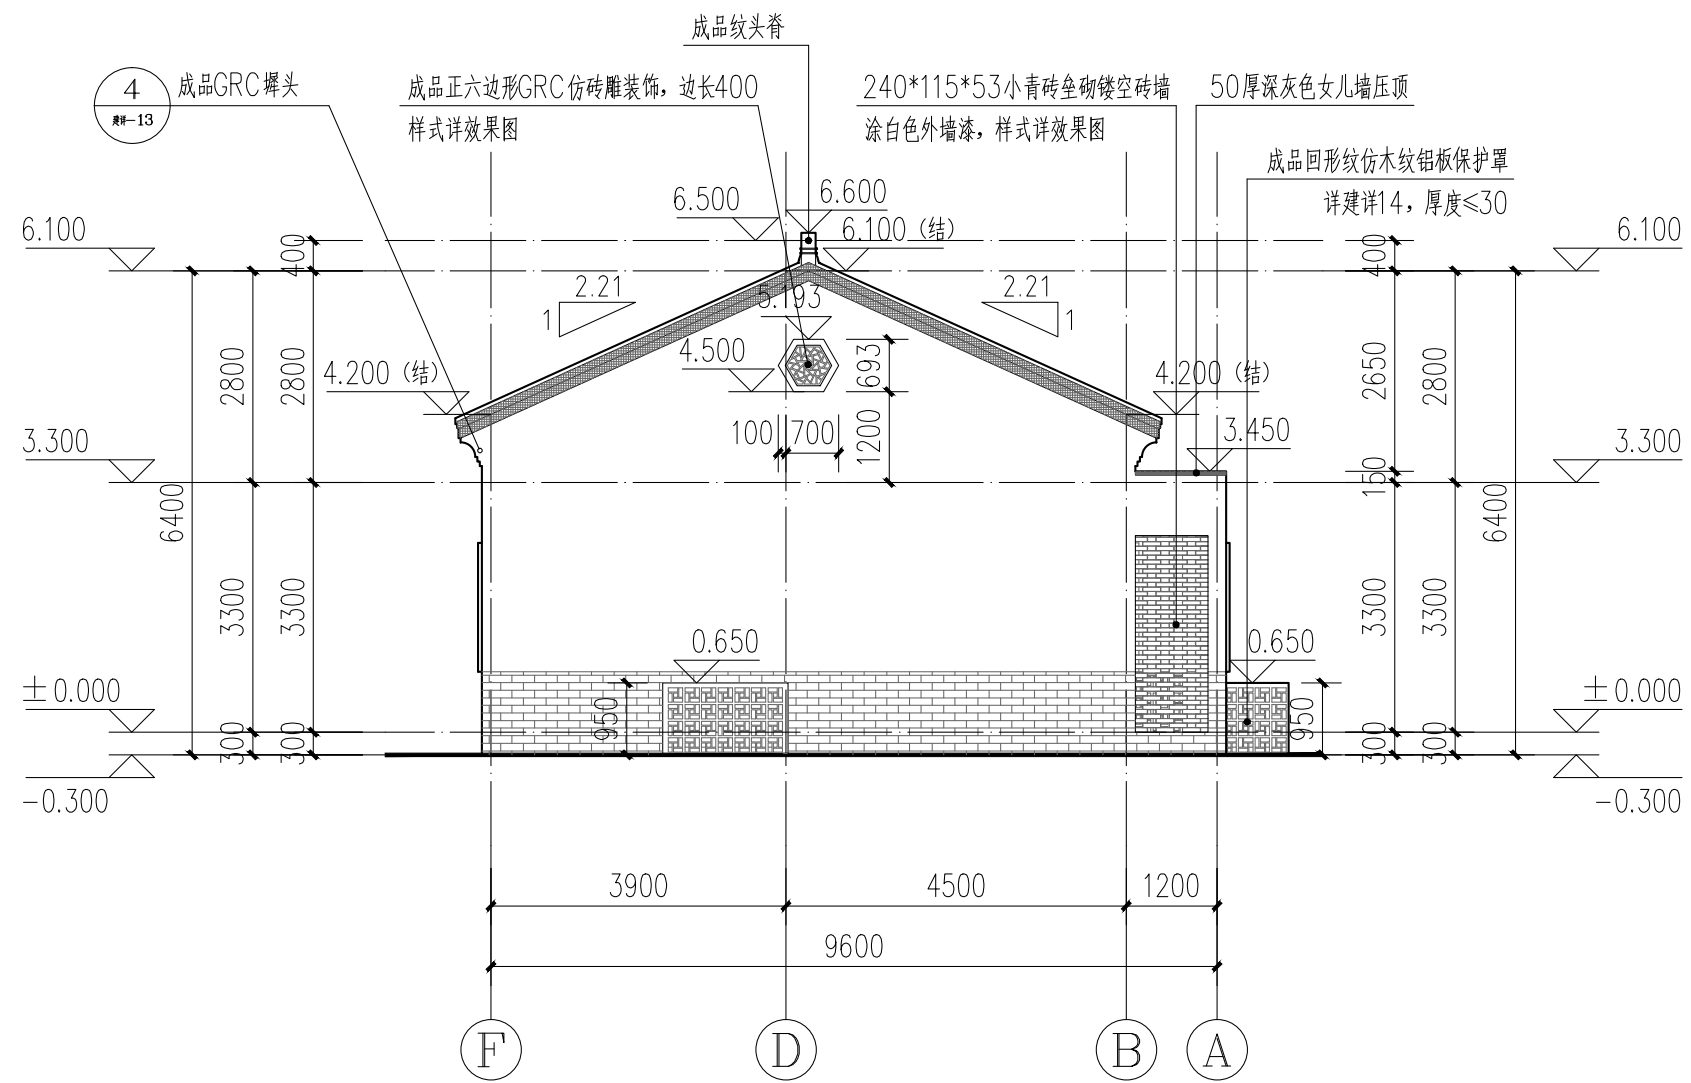 成品纹头脊
4
建详-13
成品GRC墀头
成品正六边形GRC仿砖雕装饰，边长400
样式详效果图
240*115*53小青砖垒砌镂空砖墙
涂白色外墙漆，样式详效果图
50厚深灰色女儿墙压顶
成品回形纹仿木纹铝板保护罩
详建详14，厚度≤30
6.500
6.600
6.100
6.100（结）
6.100
400
400
2.21
1
2.21
1
5.193
4.500
693
4.200（结）
4.200（结）
2800
2800
2650
2800
100
700
1200
3.450
3.300
3.300
150
6400
6400
3300
3300
3300
3300
0.650
0.650
950
950
±0.000
±0.000
300
300
300
300
-0.300
-0.300
3900
4500
1200
9600
F
D
B
A